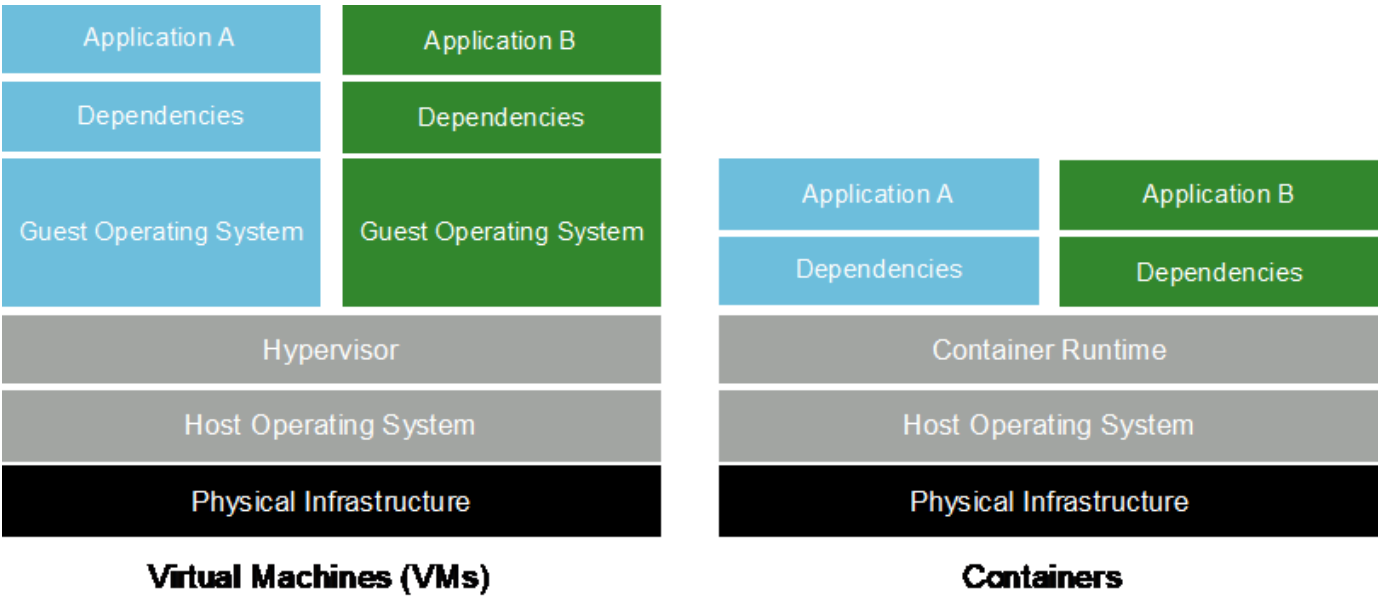 Application A
Application B
Dependencies
Dependencies
Guest Operating System
Guest Operating System
Hypervisor
Host Operating System
Physical Infrastructure
Virtual Machines (VMs)
Application A
Application B
Dependencies
Dependencies
Container Runtime
Host Operating System
Physical Infrastructure
Containers